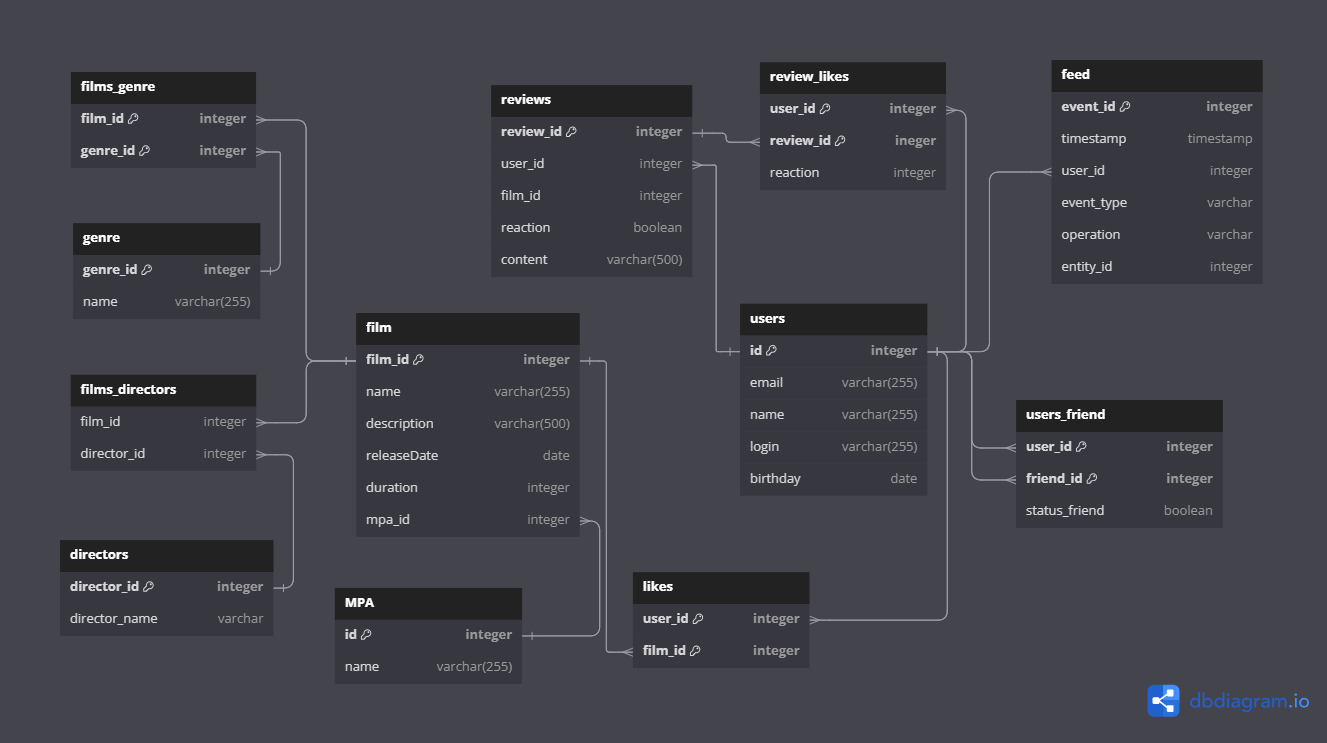 films_genre
film_id integer
genre_id integer
genre
genre_id integer
name varchar(255)
films_directors
film_id integer
director_id integer
directors
director_id integer
director_name varchar
film
film_id integer
name varchar(255)
description varchar(500)
releaseDate date
duration integer
mpa_id integer
MPA
id integer
name varchar(255)
reviews
review_id integer
user_id integer
film_id integer
reaction boolean
content varchar(500)
review_likes
user_id integer
review_id ineger
reaction integer
users
id integer
email varchar(255)
name varchar(255)
login varchar(255)
birthday date
likes
user_id integer
film_id integer
feed
event_id integer
timestamp timestamp
user_id integer
event_type varchar
operation varchar
entity_id integer
users_friend
user_id integer
friend_id integer
status_friend boolean
dbdiagram.io